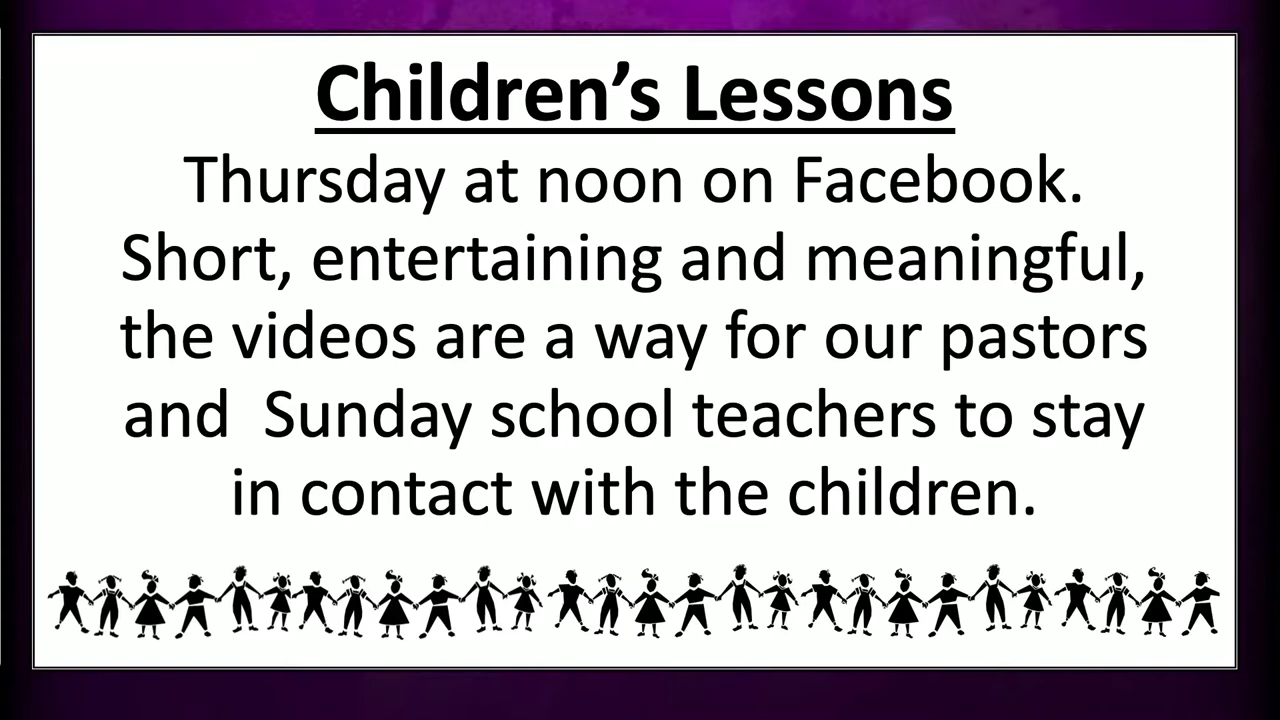 Children’s Lessons
Thursday at noon on Facebook.
Short, entertaining and meaningful,
the videos are a way for our pastors
and  Sunday school teachers to stay
in contact with the children.